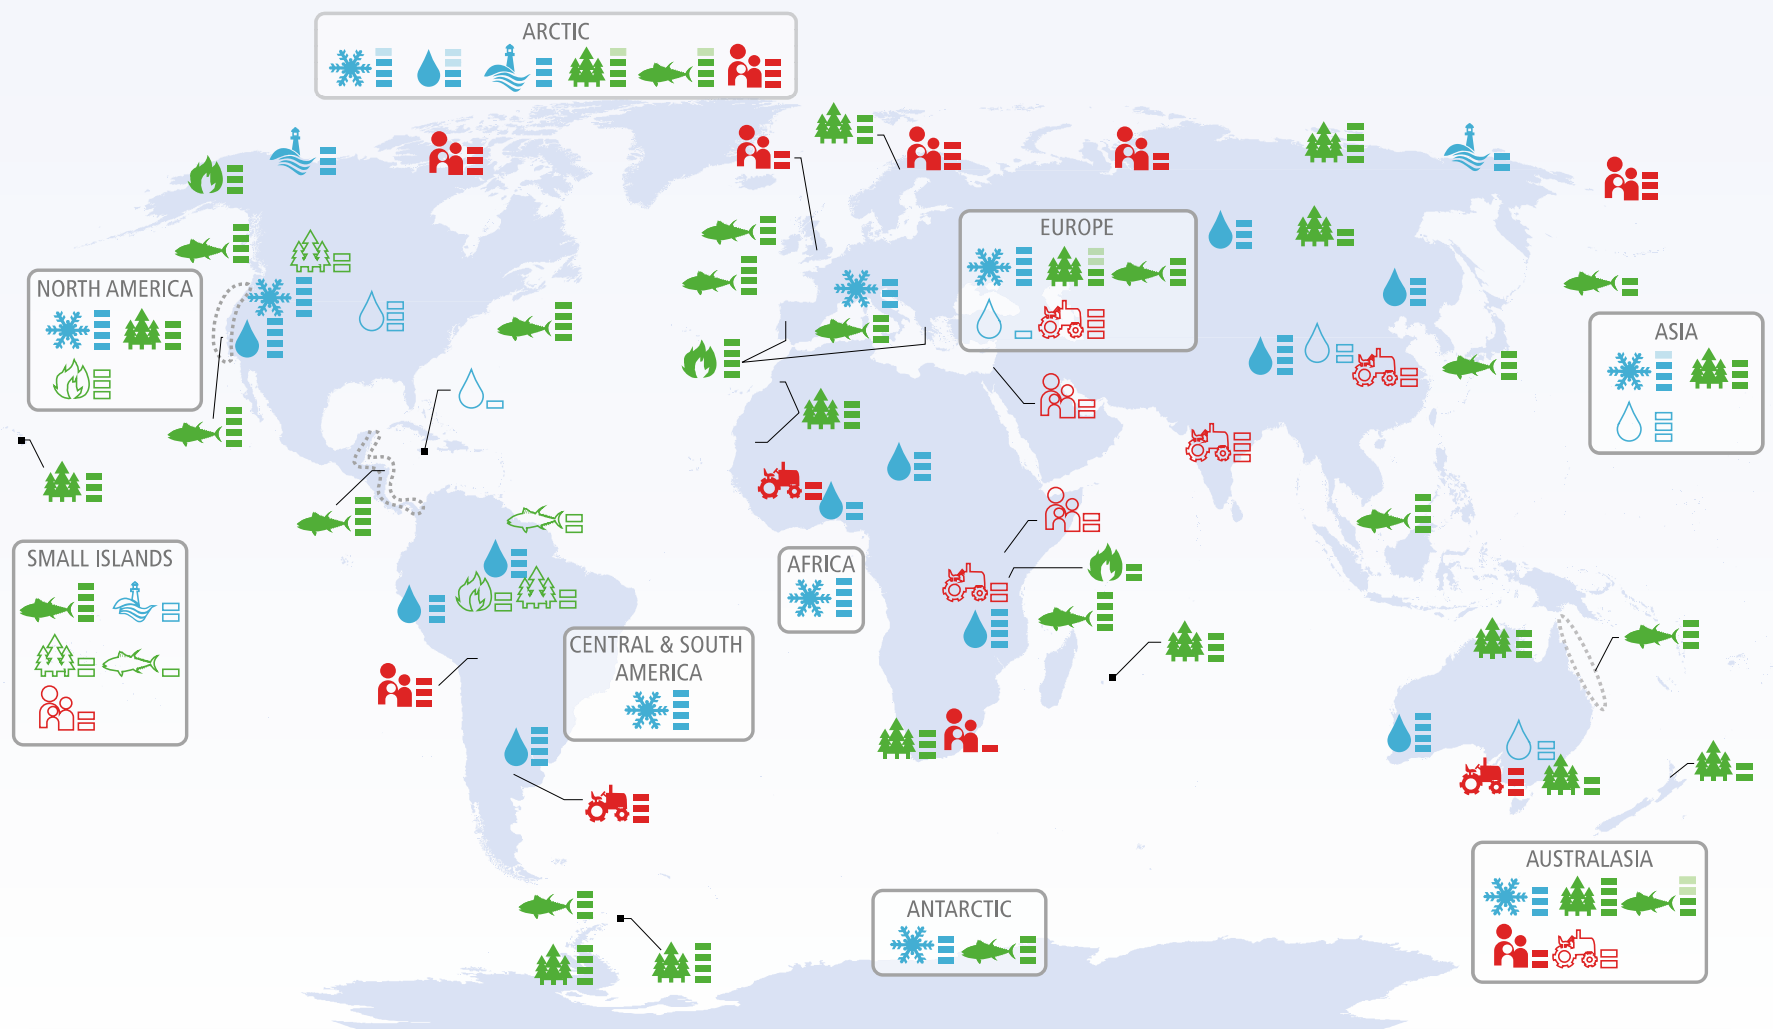 ARCTIC
EUROPE
NORTH AMERICA
ASIA
SMALL ISLANDS
AFRICA
CENTRAL & SOUTH
AMERICA
AUSTRALASIA
ANTARCTIC